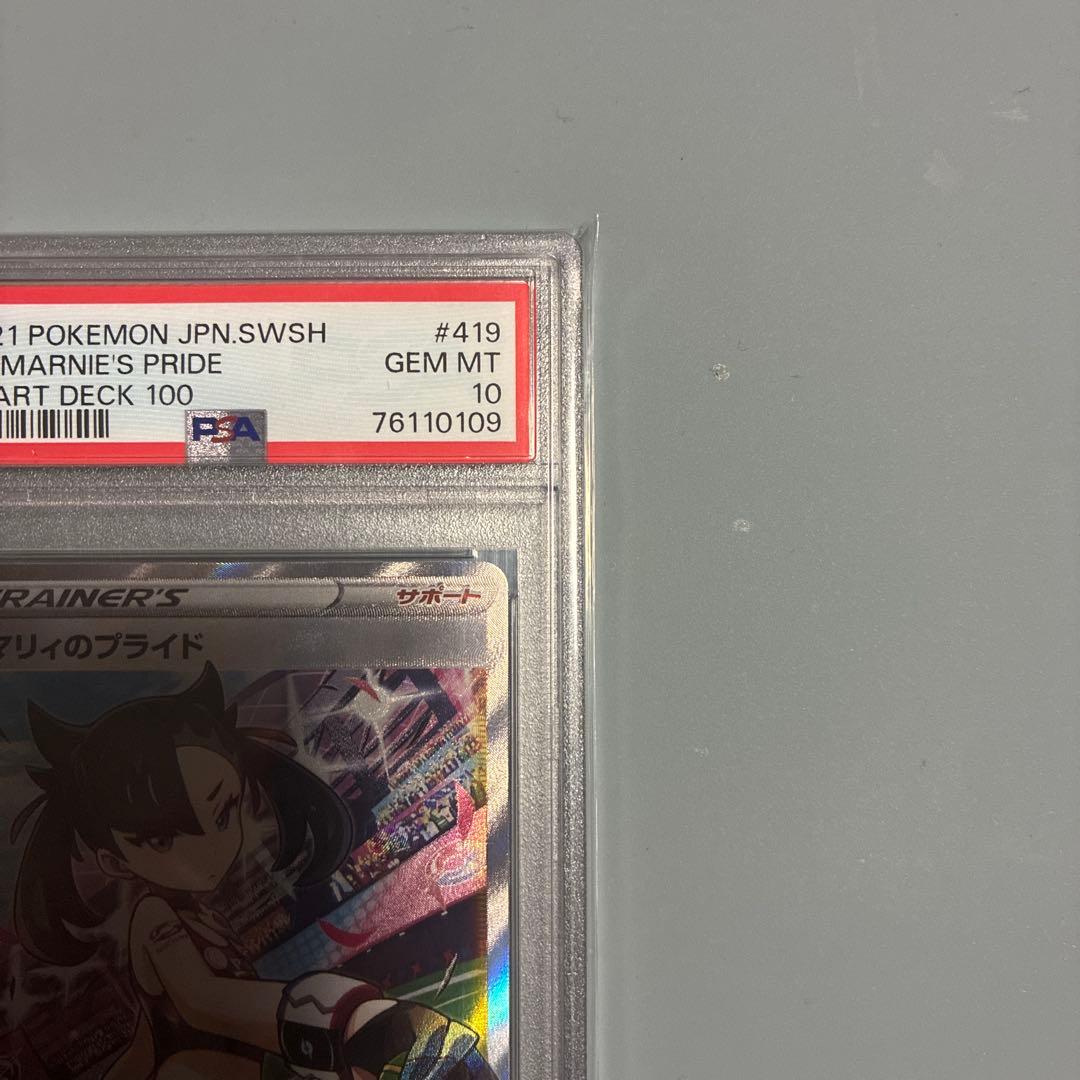 21 POKEMON JPN.SWSH #419
MARNIE'S PRIDE GEM MT
ART DECK 100 10
76110109
PSA
TRAINER'S サポート
マリィのプライド